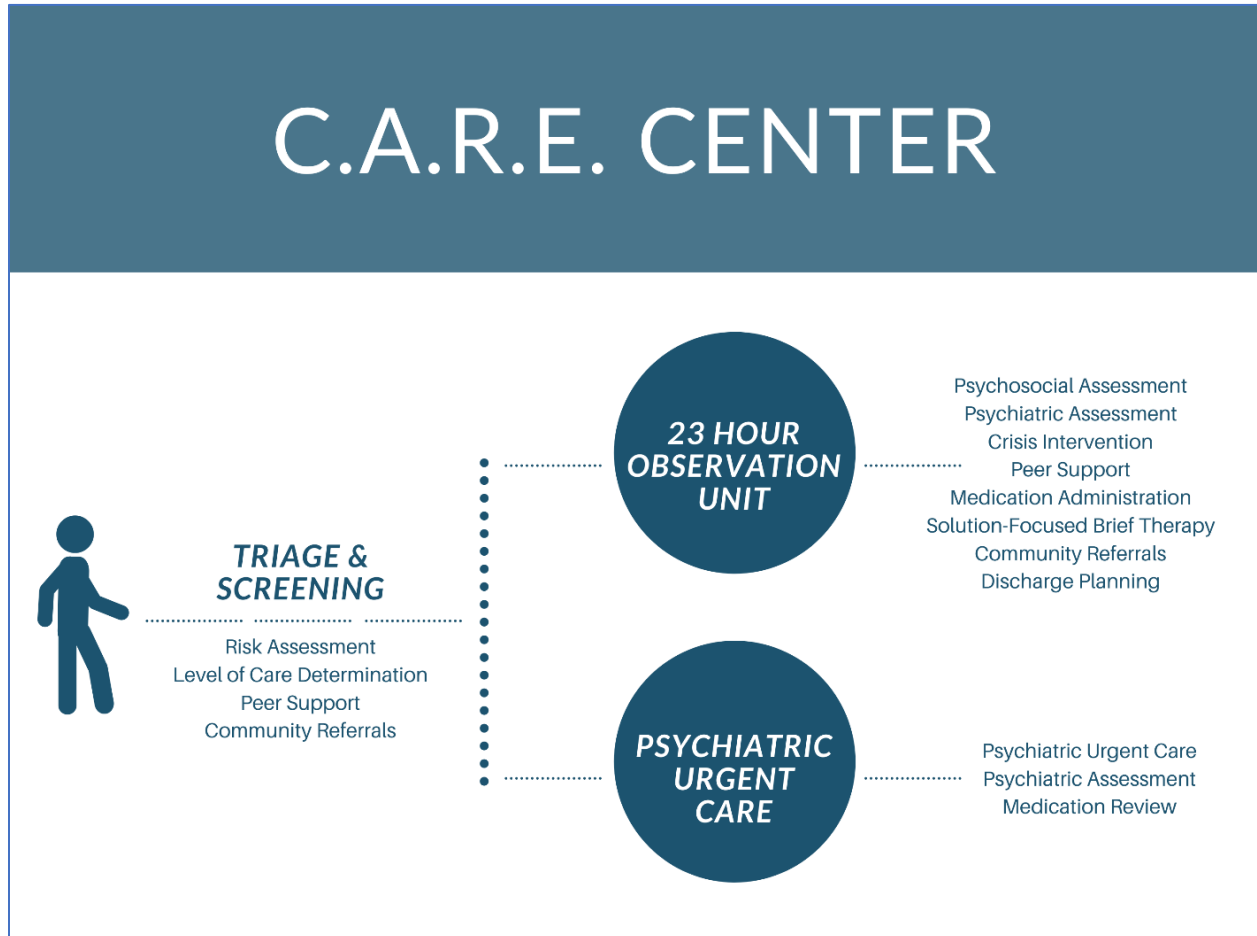 C.A.R.E. CENTER
TRIAGE &
SCREENING
Risk Assessment
Level of Care Determination
Peer Support
Community Referrals
23 HOUR
OBSERVATION
UNIT
Psychosocial Assessment
Psychiatric Assessment
Crisis Intervention
Peer Support
Medication Administration
Solution-Focused Brief Therapy
Community Referrals
Discharge Planning
PSYCHIATRIC
URGENT
CARE
Psychiatric Urgent Care
Psychiatric Assessment
Medication Review